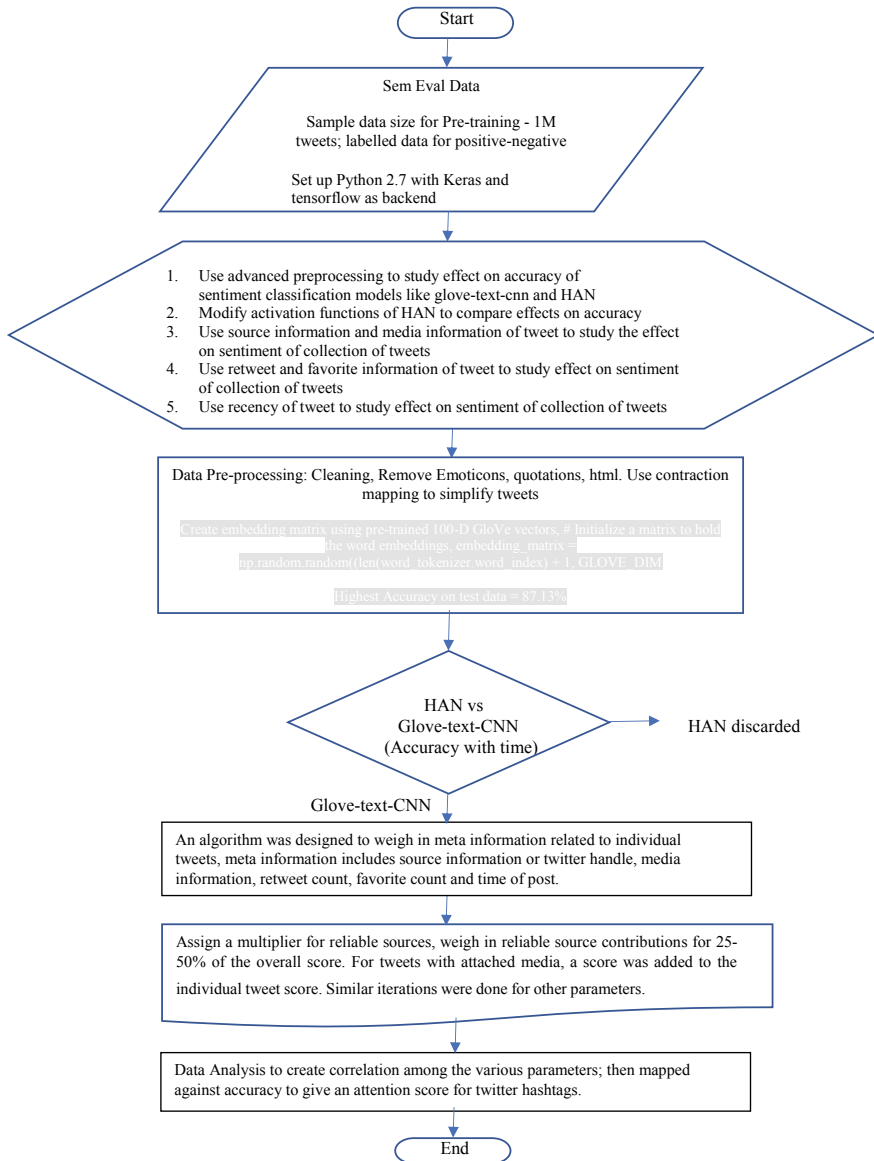 Start
Sem Eval Data
Sample data size for Pre-training - 1M
tweets; labelled data for positive-negative
Set up Python 2.7 with Keras and
tensorflow as backend
1. Use advanced preprocessing to study effect on accuracy of
sentiment classification models like glove-text-cnn and HAN
2. Modify activation functions of HAN to compare effects on accuracy
3. Use source information and media information of tweet to study the effect
on sentiment of collection of tweets
4. Use retweet and favorite information of tweet to study effect on sentiment
of collection of tweets
5. Use recency of tweet to study effect on sentiment of collection of tweets
Data Pre-processing: Cleaning, Remove Emoticons, quotations, html. Use contraction
mapping to simplify tweets
Create embedding matrix using pre-trained 100-D GloVe vectors, # Initialize a matrix to hold
the word embeddings, embedding_matrix =
np.random.random((len(word_tokenizer.word_index) + 1, GLOVE_DIM
Highest Accuracy on test data = 87.13%
HAN vs
Glove-text-CNN
(Accuracy with time)
HAN discarded
Glove-text-CNN
An algorithm was designed to weigh in meta information related to individual
tweets, meta information includes source information or twitter handle, media
information, retweet count, favorite count and time of post.
Assign a multiplier for reliable sources, weigh in reliable source contributions for 25-
50% of the overall score. For tweets with attached media, a score was added to the
individual tweet score. Similar iterations were done for other parameters.
Data Analysis to create correlation among the various parameters; then mapped
against accuracy to give an attention score for twitter hashtags.
End